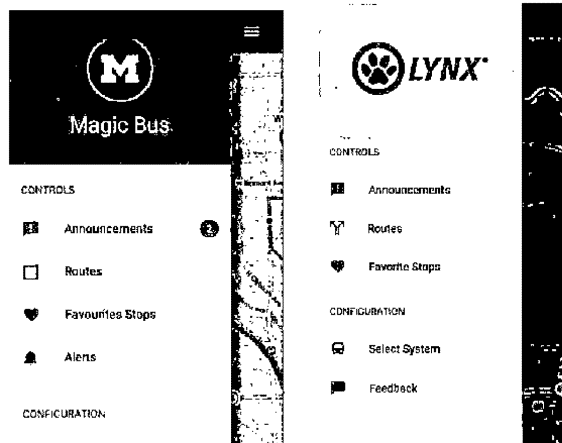 M
Magic Bus
CONTROLS
Announcements 2
Routes
Favourites Stops
Alerts
CONFIGURATION
LYNX
CONTROLS
Announcements
Routes
Favorite Stops
CONFIGURATION
Select System
Feedback